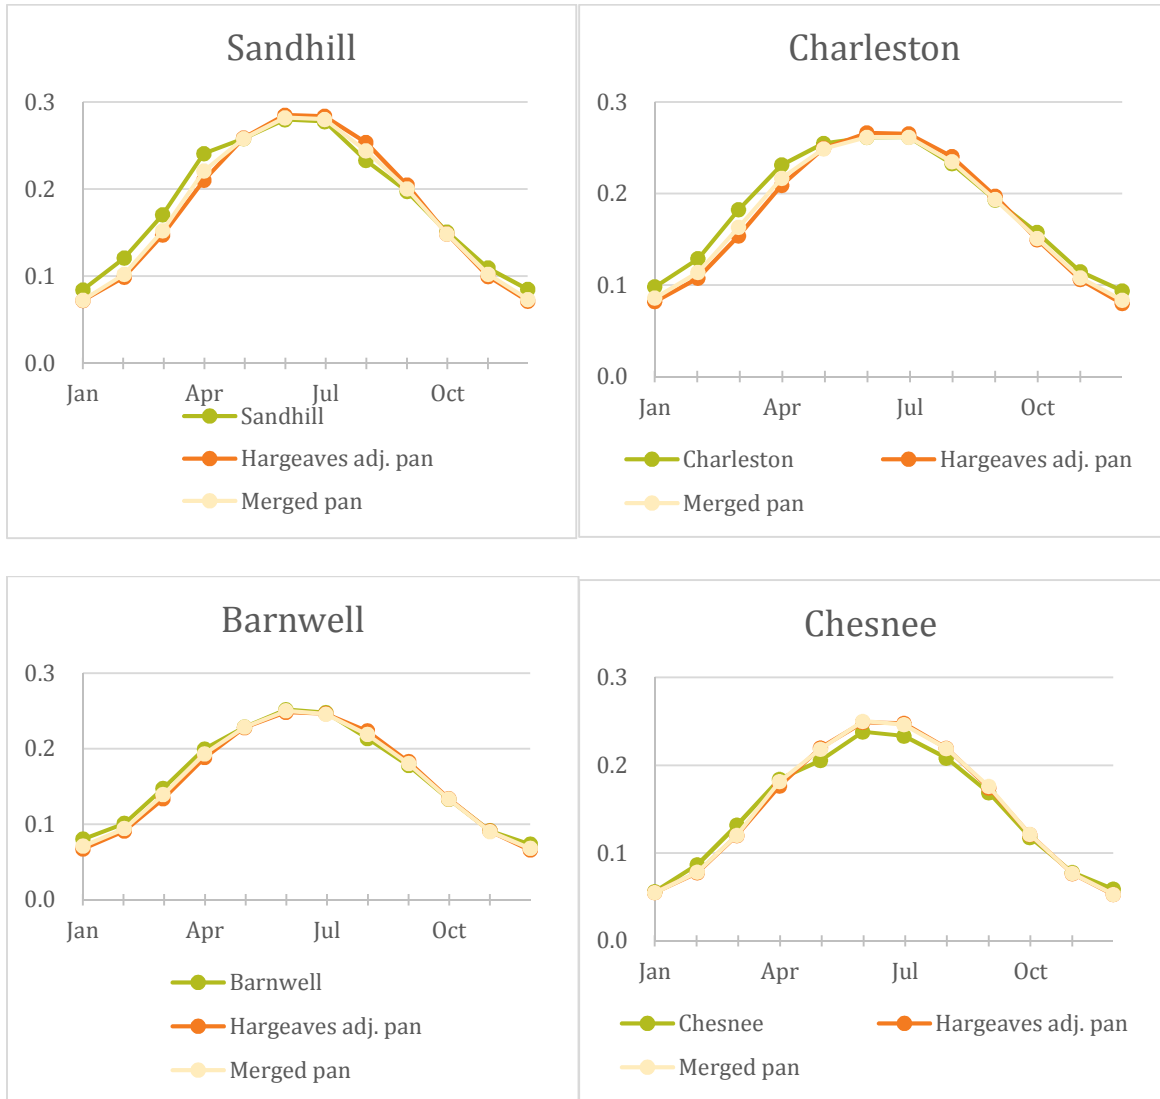 Sandhill
0.3
0.2
0.1
0.0
Jan Apr Jul Oct
Sandhill
Hargeaves adj. pan
Merged pan
Charleston
0.3
0.2
0.1
0.0
Jan Apr Jul Oct
Charleston Hargeaves adj. pan
Merged pan
Barnwell
0.3
0.2
0.1
0.0
Jan Apr Jul Oct
Barnwell
Hargeaves adj. pan
Merged pan
Chesnee
0.3
0.2
0.1
0.0
Jan Apr Jul Oct
Chesnee Hargeaves adj. pan
Merged pan